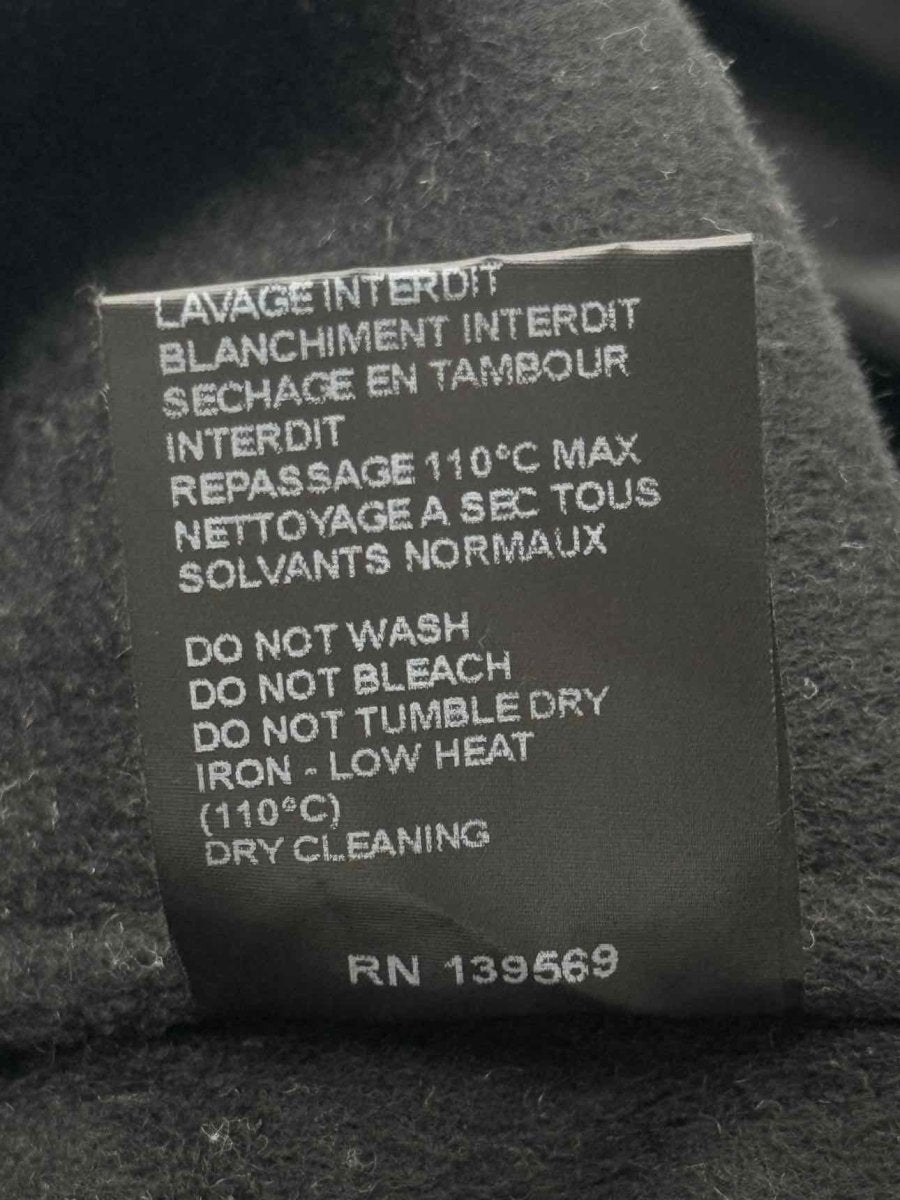 LAVAGE INTERDIT
BLANCHIMENT INTERDIT
SECHAGE EN TAMBOUR
INTERDIT
REPASSAGE 110°C MAX
NETTOYAGE A SEC TOUS
SOLVANTS NORMAUX
DO NOT WASH
DO NOT BLEACH
DO NOT TUMBLE DRY
IRON - LOW HEAT
(110°C)
DRY CLEANING
RN 139569